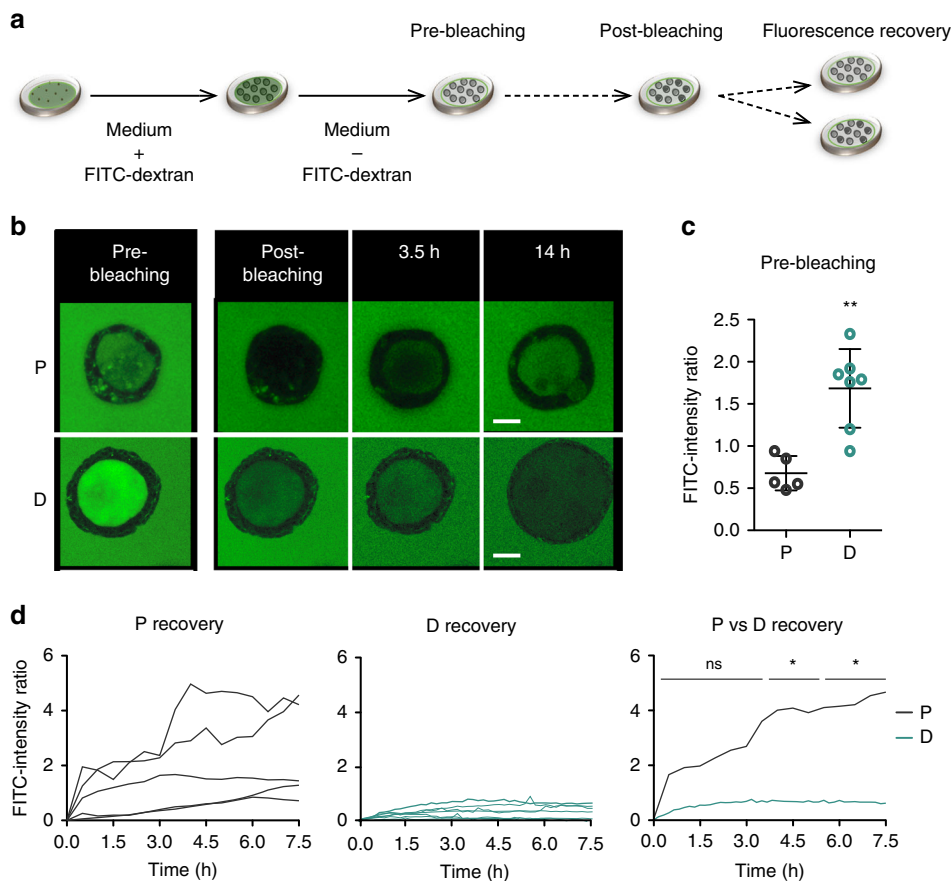 a
Pre-bleaching
Post-bleaching
Fluorescence recovery
Medium
+
FITC-dextran
Medium
–
FITC-dextran
b
Pre-
bleaching
Post-
bleaching
3.5 h
14 h
P
D
c
Pre-bleaching
FITC-intensity ratio
2.5
2.0
1.5
1.0
0.5
0.0
**
P
D
d
P recovery
FITC-intensity ratio
6
4
2
0
0.0 1.5 3.0 4.5 6.0 7.5
Time (h)
D recovery
6
4
2
0
0.0 1.5 3.0 4.5 6.0 7.5
Time (h)
P vs D recovery
6
4
2
0
ns * *
P
D
0.0 1.5 3.0 4.5 6.0 7.5
Time (h)